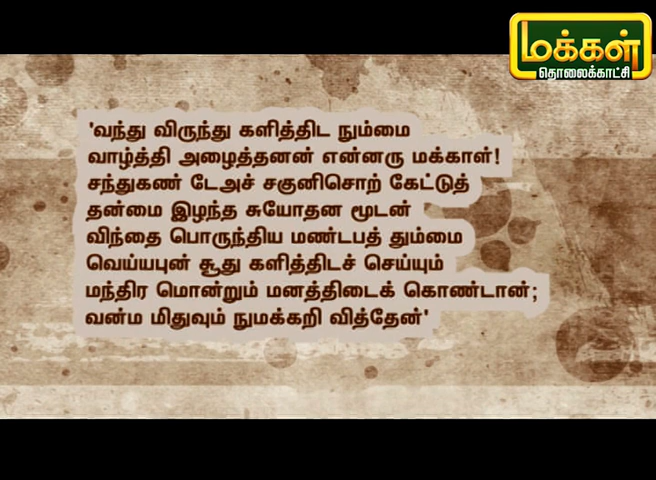 மக்கள்
தொலைக்காட்சி
'வந்து விருந்து களித்திட நும்மை
வாழ்த்தி அழைத்தனன் என்னரு மக்காள்!
சந்துகண் டேஅச் சகுனிசொற் கேட்டுத்
தன்மை இழந்த சுயோதன மூடன்
விந்தை பொருந்திய மண்டபத் தும்மை
வெய்யபுன் சூது களித்திடச் செய்யும்
மந்திர மொன்றும் மனத்திடைக் கொண்டான்;
வன்ம மிதுவும் நுமக்கறி வித்தேன்'